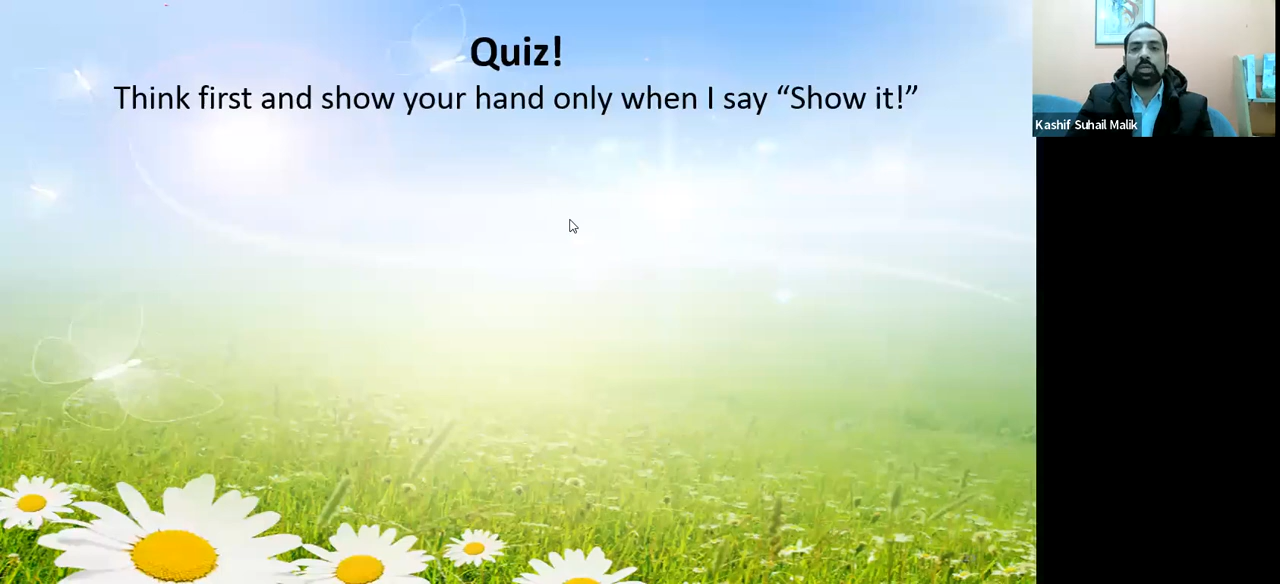 Quiz!
Think first and show your hand only when I say “Show it!”
Kashif Suhail Malik